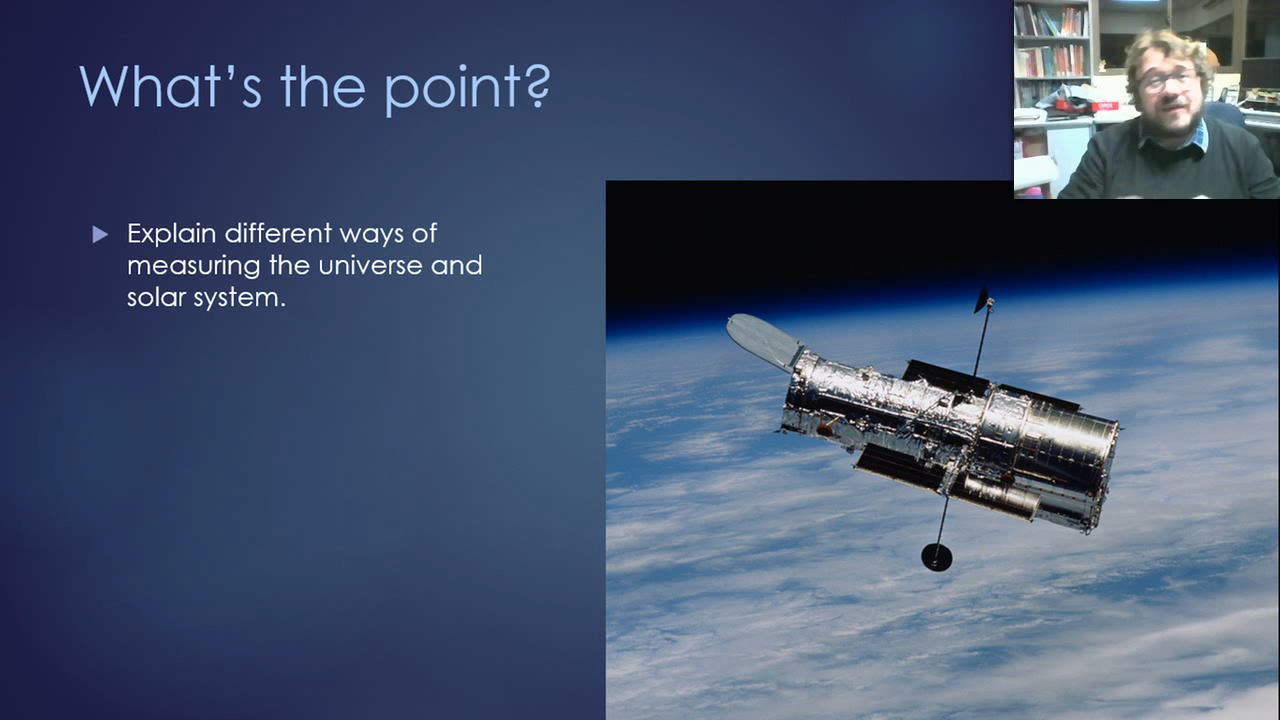 What’s the point?
Explain different ways of
measuring the universe and
solar system.